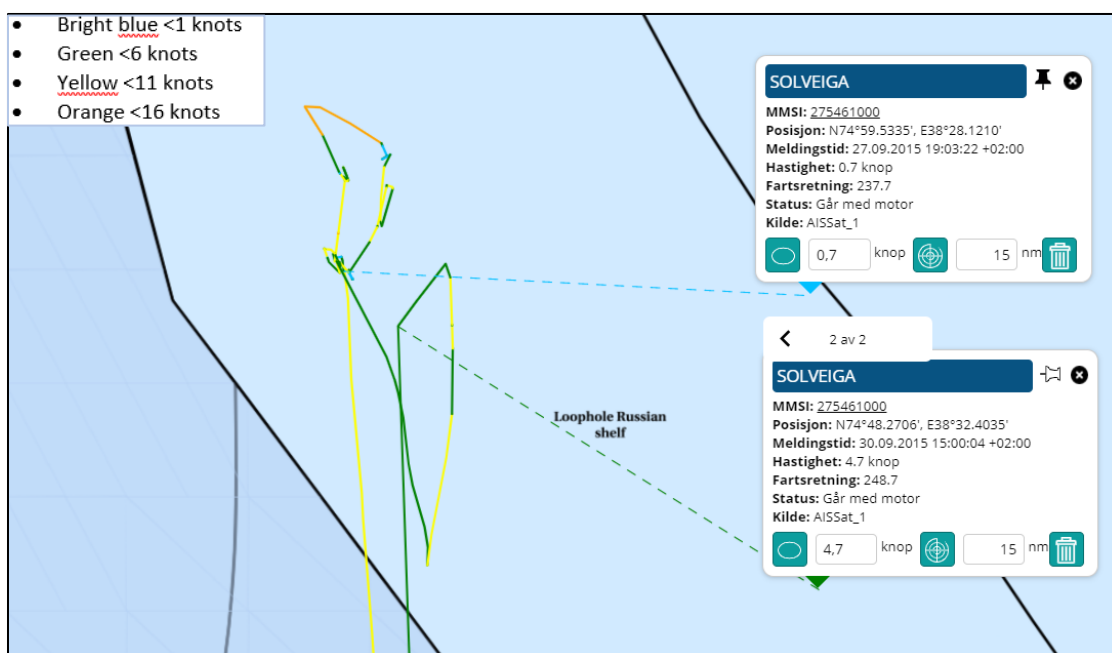 • Bright blue <1 knots
• Green <6 knots
• Yellow <11 knots
• Orange <16 knots
SOLVEIGA
MMSI: 275461000
Posisjon: N74°59.5335', E38°28.1210'
Meldingstid: 27.09.2015 19:03:22 +02:00
Hastighet: 0.7 knop
Fartsretning: 237.7
Status: Går med motor
Kilde: AISSat_1
0,7 knop 15 nm
2 av 2
SOLVEIGA
MMSI: 275461000
Posisjon: N74°48.2706', E38°32.4035'
Meldingstid: 30.09.2015 15:00:04 +02:00
Hastighet: 4.7 knop
Fartsretning: 248.7
Status: Går med motor
Kilde: AISSat_1
4,7 knop 15 nm
Loophole Russian
shelf